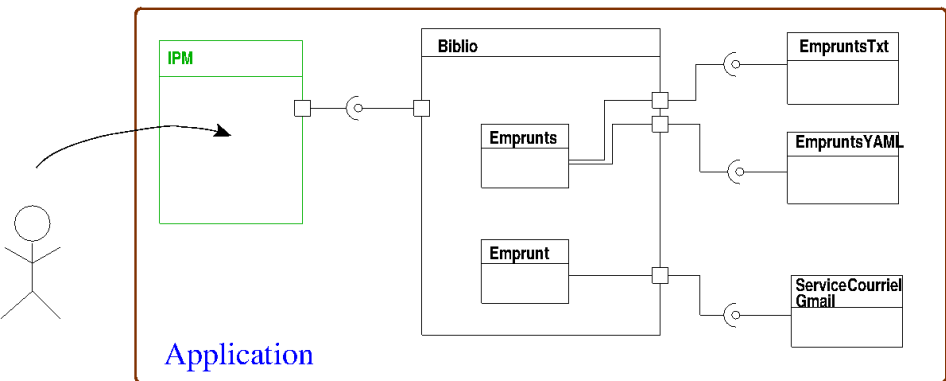 IPM
Biblio
Emprunts
Emprunt
EmpruntsTxt
EmpruntsYAML
ServiceCourriel
Gmail
Application